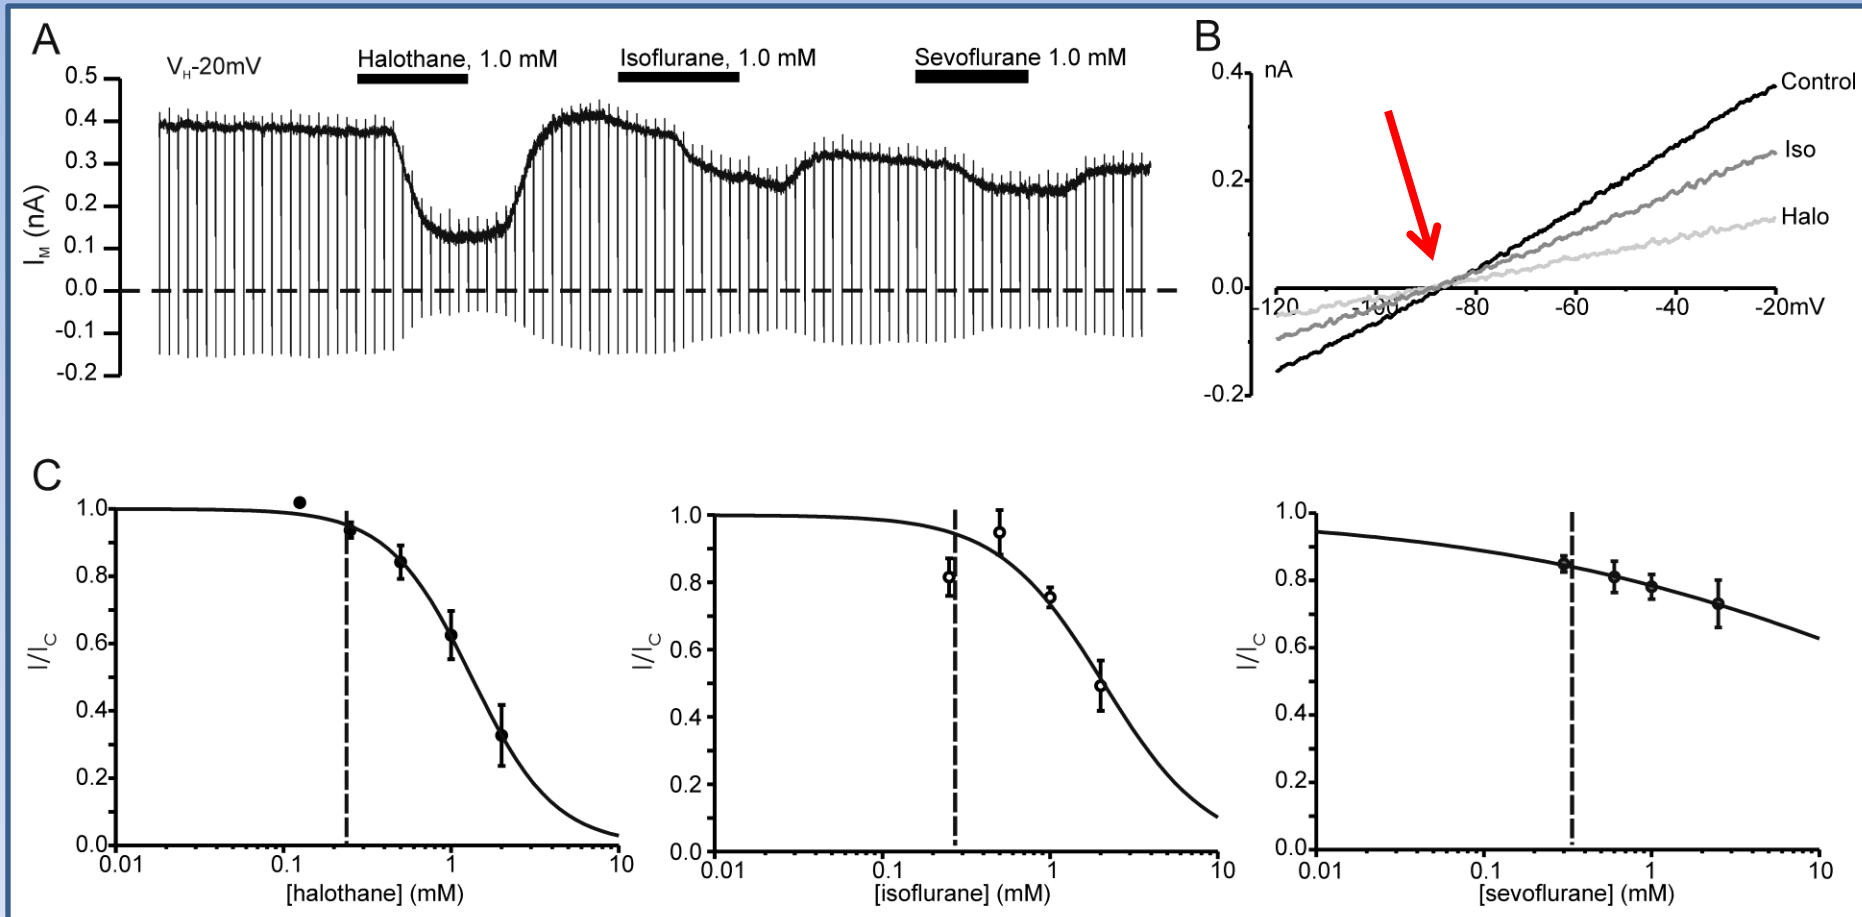 A
V_H-20mV
Halothane, 1.0 mM
Isoflurane, 1.0 mM
Sevoflurane 1.0 mM
I_M (nA)
0.5
0.4
0.3
0.2
0.1
0.0
-0.1
-0.2
B
nA
0.4
0.2
0.0
-0.2
-120
-100
-80
-60
-40
-20mV
Control
Iso
Halo
C
I/I_C
1.0
0.8
0.6
0.4
0.2
0.0
0.01
0.1
1
10
[halothane] (mM)
I/I_C
1.0
0.8
0.6
0.4
0.2
0.0
0.01
0.1
1
10
[isoflurane] (mM)
I/I_C
1.0
0.8
0.6
0.4
0.2
0.0
0.01
0.1
1
10
[sevoflurane] (mM)